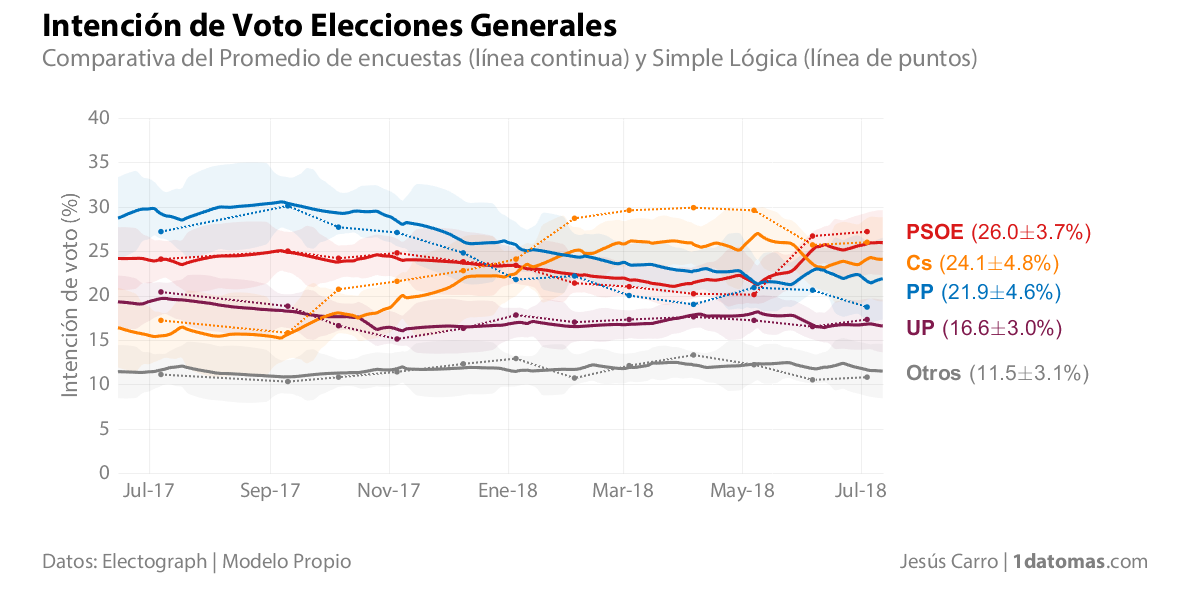 Intención de Voto Elecciones Generales
Comparativa del Promedio de encuestas (línea continua) y Simple Lógica (línea de puntos)
Intención de voto (%)
40
35
30
25
20
15
10
5
0
Jul-17 Sep-17 Nov-17 Ene-18 Mar-18 May-18 Jul-18
PSOE (26.0±3.7%)
Cs (24.1±4.8%)
PP (21.9±4.6%)
UP (16.6±3.0%)
Otros (11.5±3.1%)
Datos: Electograph | Modelo Propio
Jesús Carro | 1datomas.com